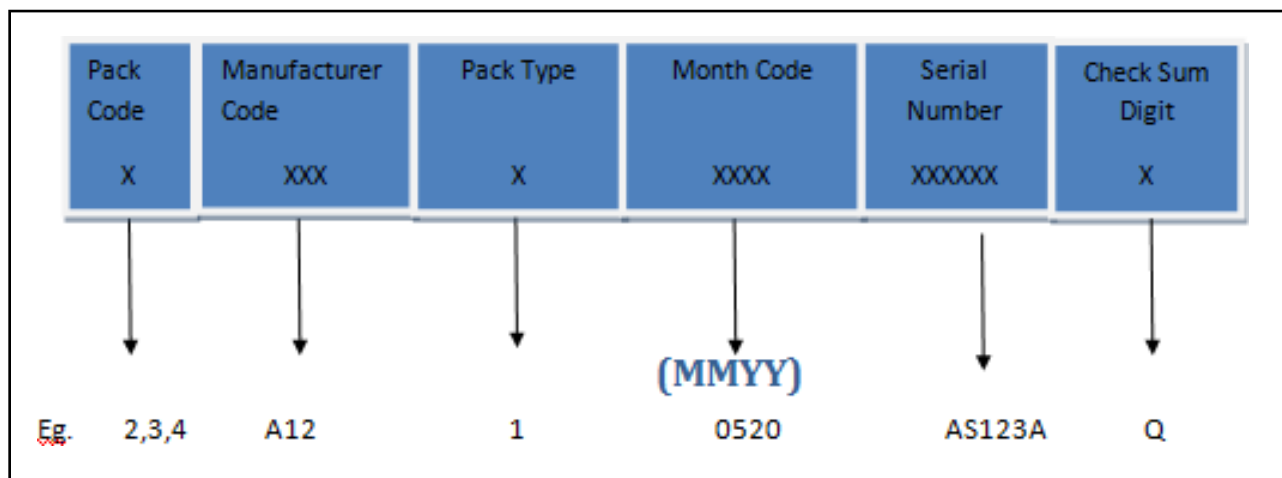 Pack Code
X
Manufacturer Code
XXX
Pack Type
X
Month Code
XXXX
Serial Number
XXXXXX
Check Sum Digit
X
(MMYY)
Eg. 2,3,4 A12 1 0520 AS123A Q